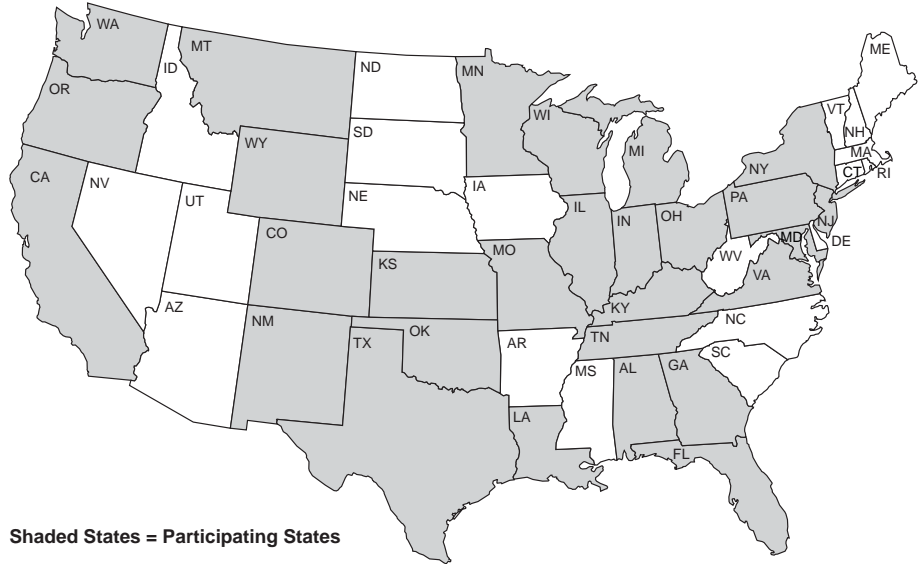 WA
MT
ND
MN
ME
ID
OR
VT
NH
SD
WI
WY
MI
MA
NY
CT
RI
CA
NV
IA
NE
PA
UT
IL
IN
OH
NJ
CO
MD
DE
MO
WV
KS
VA
KY
AZ
NC
NM
OK
TN
TX
AR
SC
MS
AL
GA
LA
FL
Shaded States = Participating States